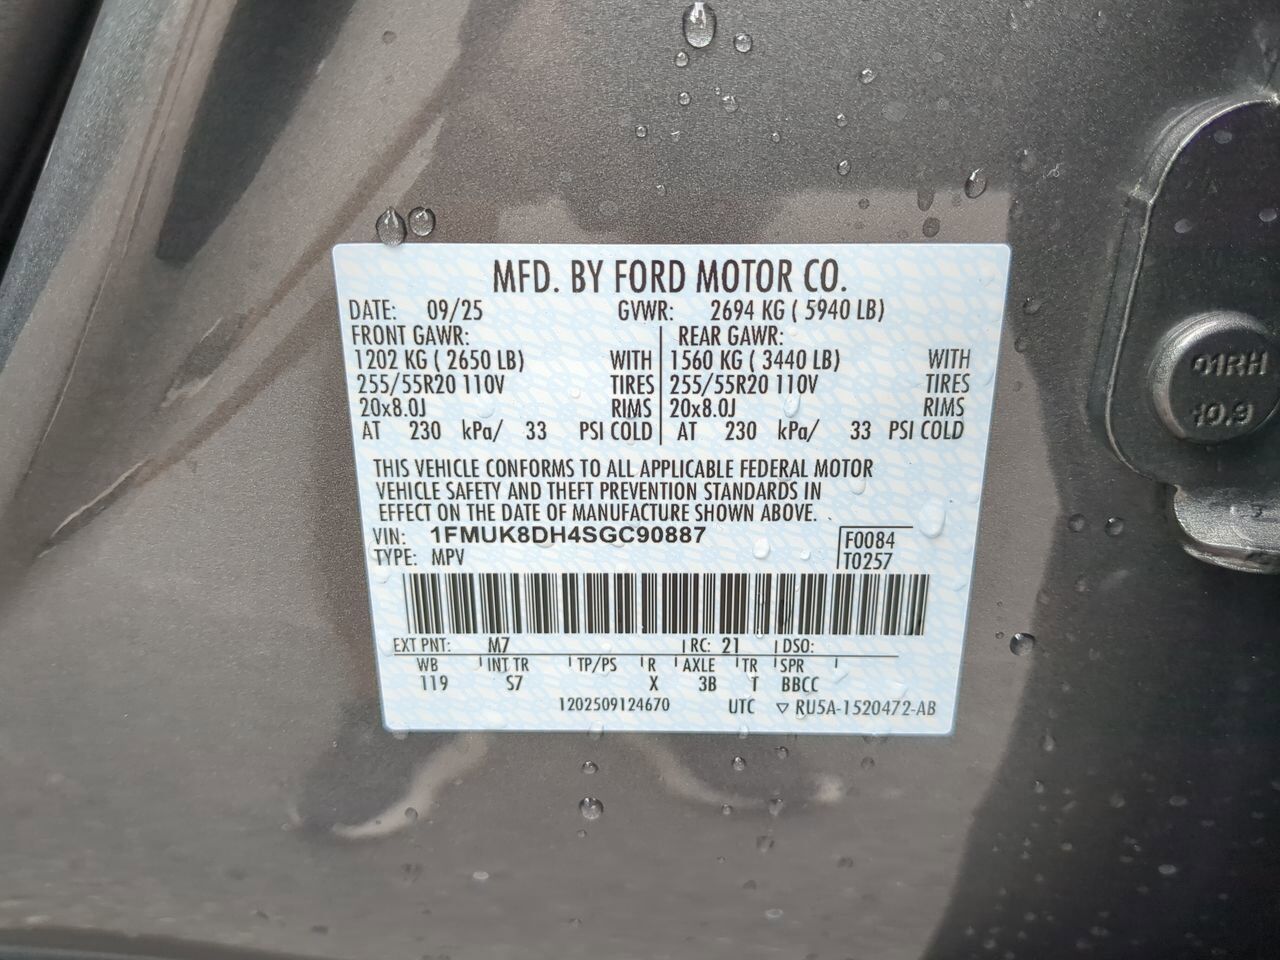 MFD. BY FORD MOTOR CO.
DATE: 09/25 GVWR: 2694 KG ( 5940 LB)
FRONT GAWR: REAR GAWR:
1202 KG ( 2650 LB) WITH 1560 KG ( 3440 LB) WITH
255/55R20 110V TIRES 255/55R20 110V TIRES
20x8.0J RIMS 20x8.0J RIMS
AT 230 kPa/ 33 PSI COLD AT 230 kPa/ 33 PSI COLD
THIS VEHICLE CONFORMS TO ALL APPLICABLE FEDERAL MOTOR
VEHICLE SAFETY AND THEFT PREVENTION STANDARDS IN
EFFECT ON THE DATE OF MANUFACTURE SHOWN ABOVE.
VIN: 1FMUK8DH4SGC90887 F0084
TYPE: MPV T0257
EXT PNT: M7 RC: 21 DSO:
WB INT TR TP/PS R AXLE TR SPR
119 S7 X 3B T BBCC
1202509124670 UTC ▽ RU5A-1520472-AB
01RH
10.9